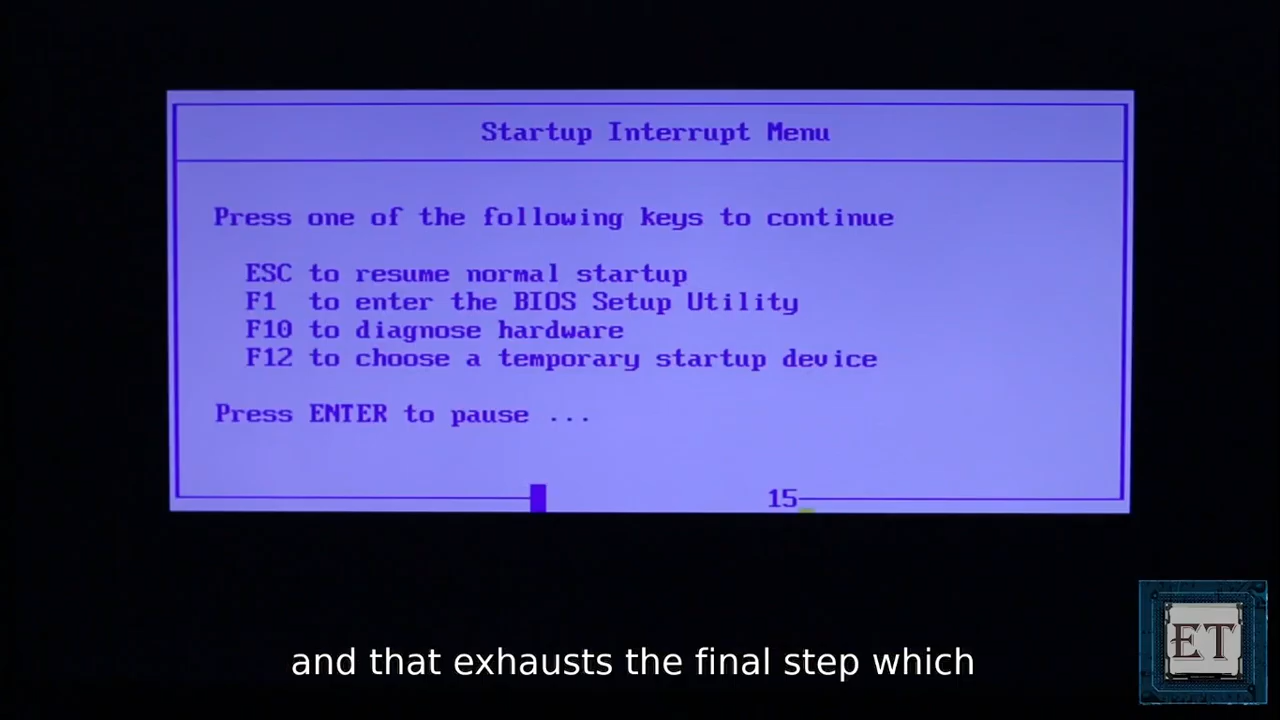 Startup Interrupt Menu
Press one of the following keys to continue
ESC to resume normal startup
F1 to enter the BIOS Setup Utility
F10 to diagnose hardware
F12 to choose a temporary startup device
Press ENTER to pause ...
15
ET
and that exhausts the final step which